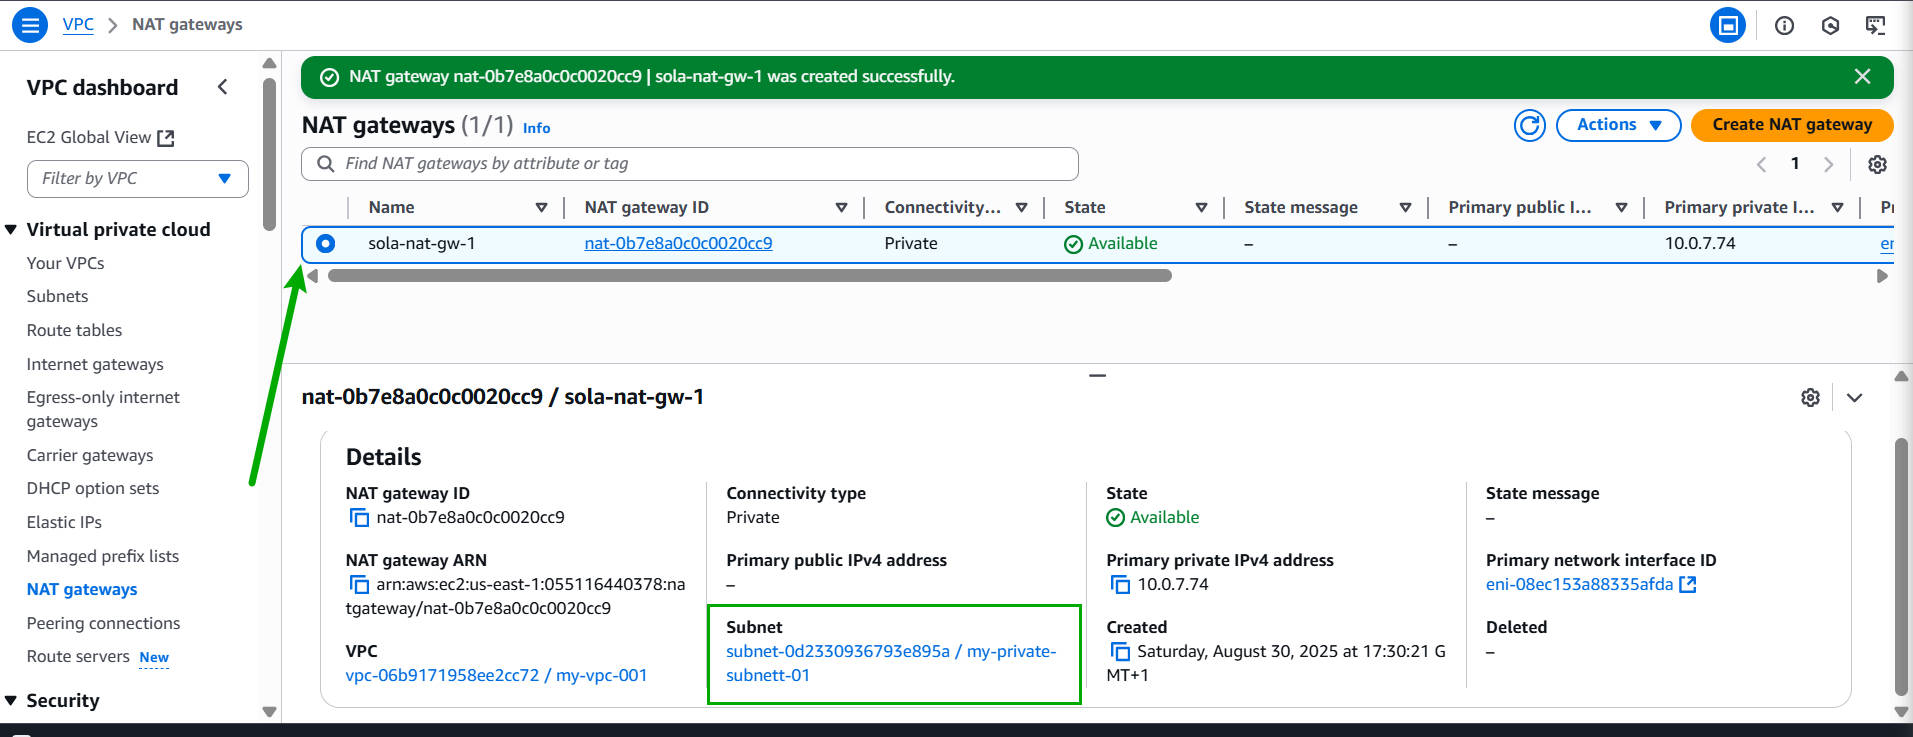 VPC > NAT gateways
VPC dashboard
EC2 Global View
Filter by VPC
Virtual private cloud
Your VPCs
Subnets
Route tables
Internet gateways
Egress-only internet
gateways
Carrier gateways
DHCP option sets
Elastic IPs
Managed prefix lists
NAT gateways
Peering connections
Route servers New
Security
NAT gateway nat-0b7e8a0c0c0020cc9 | sola-nat-gw-1 was created successfully.
NAT gateways (1/1) Info
Actions
Create NAT gateway
Find NAT gateways by attribute or tag
1
Name NAT gateway ID Connectivity... State State message Primary public I... Primary private I... Pr
sola-nat-gw-1 nat-0b7e8a0c0c0020cc9 Private Available – – 10.0.7.74 en
nat-0b7e8a0c0c0020cc9 / sola-nat-gw-1
Details
NAT gateway ID
nat-0b7e8a0c0c0020cc9
NAT gateway ARN
arn:aws:ec2:us-east-1:055116440378:na
tgateway/nat-0b7e8a0c0c0020cc9
VPC
vpc-06b9171958ee2cc72 / my-vpc-001
Connectivity type
Private
Primary public IPv4 address
–
Subnet
subnet-0d2330936793e895a / my-private-
subnett-01
State
Available
Primary private IPv4 address
10.0.7.74
Created
Saturday, August 30, 2025 at 17:30:21 G
MT+1
State message
–
Primary network interface ID
eni-08ec153a88335afda
Deleted
–